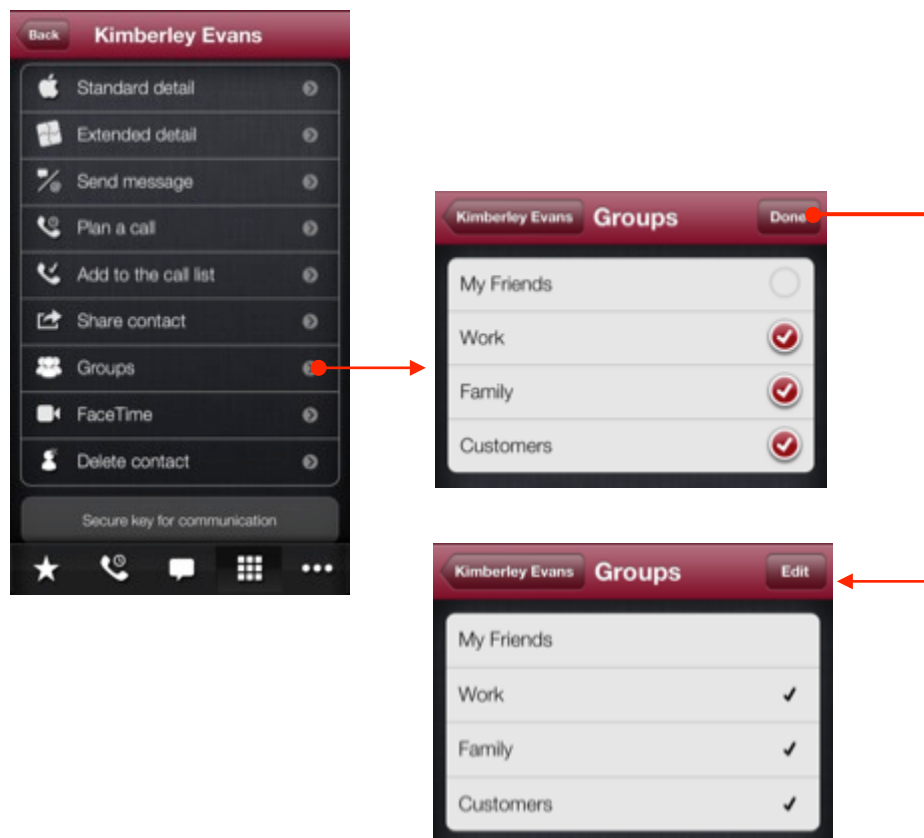 Back Kimberley Evans
Standard detail
Extended detail
Send message
Plan a call
Add to the call list
Share contact
Groups
FaceTime
Delete contact
Secure key for communication
Kimberley Evans Groups Done
My Friends
Work
Family
Customers
Kimberley Evans Groups Edit
My Friends
Work
Family
Customers